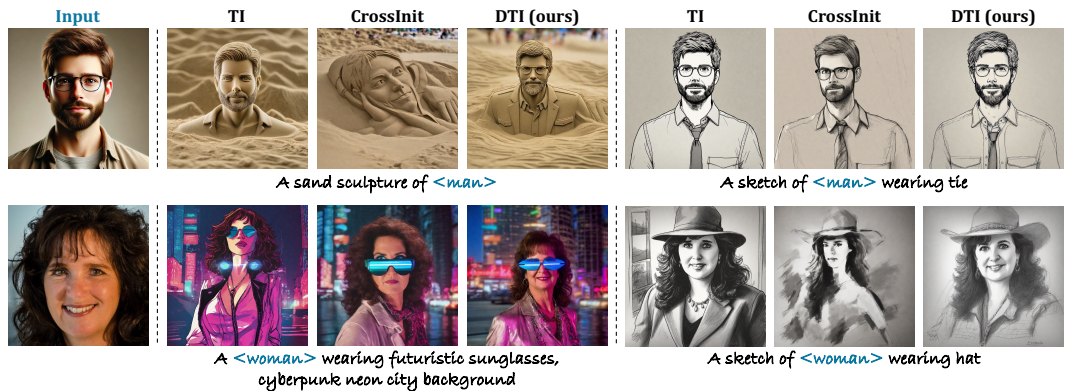 Input TI CrossInit DTI (ours) TI CrossInit DTI (ours)
A sand sculpture of <man>
A sketch of <man> wearing tie
A <woman> wearing futuristic sunglasses,
cyberpunk neon city background
A sketch of <woman> wearing hat